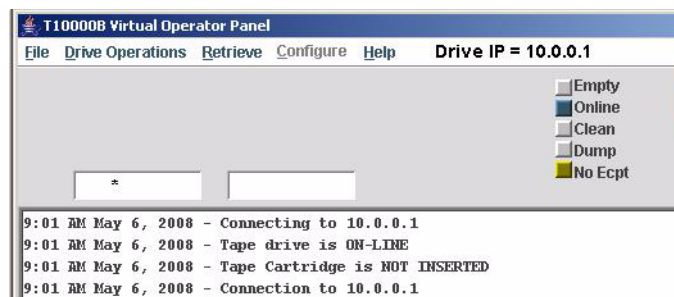 T10000B Virtual Operator Panel
File Drive Operations Retrieve Configure Help Drive IP = 10.0.0.1
Empty
Online
Clean
Dump
No Ecpt
*
9:01 AM May 6, 2008 - Connecting to 10.0.0.1
9:01 AM May 6, 2008 - Tape drive is ON-LINE
9:01 AM May 6, 2008 - Tape Cartridge is NOT INSERTED
9:01 AM May 6, 2008 - Connection to 10.0.0.1